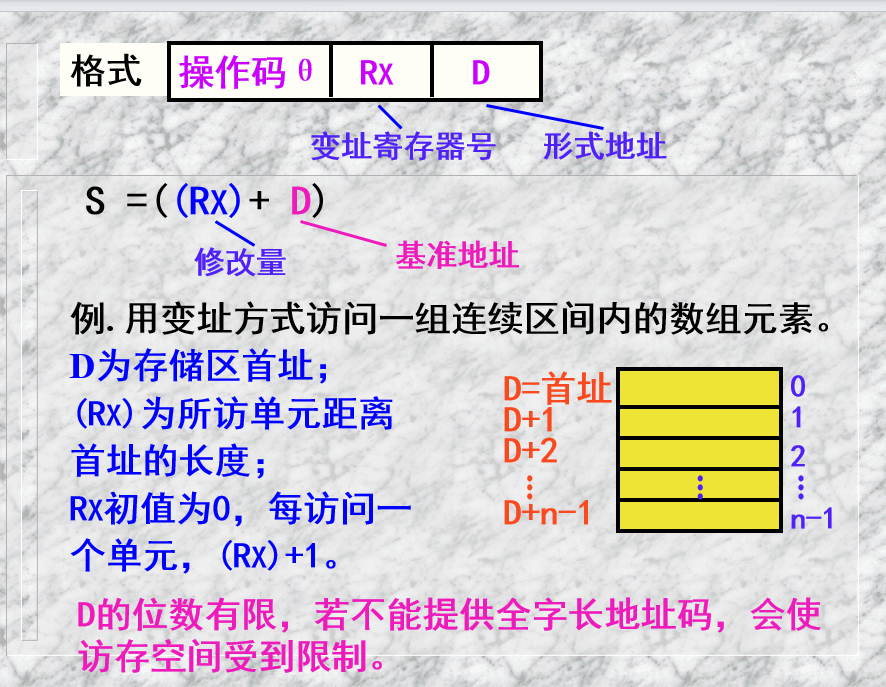 格式 操作码 θ RX D
变址寄存器号 形式地址
S =((RX)+ D)
修改量 基准地址
例.用变址方式访问一组连续区间内的数组元素。
D为存储区首址；
(RX)为所访单元距离
首址的长度；
RX初值为0，每访问一
个单元，(RX)+1。
D=首址 0
D+1 1
D+2 2
⋮ ⋮ ⋮
D+n-1 n-1
D的位数有限，若不能提供全字长地址码，会使
访存空间受到限制。